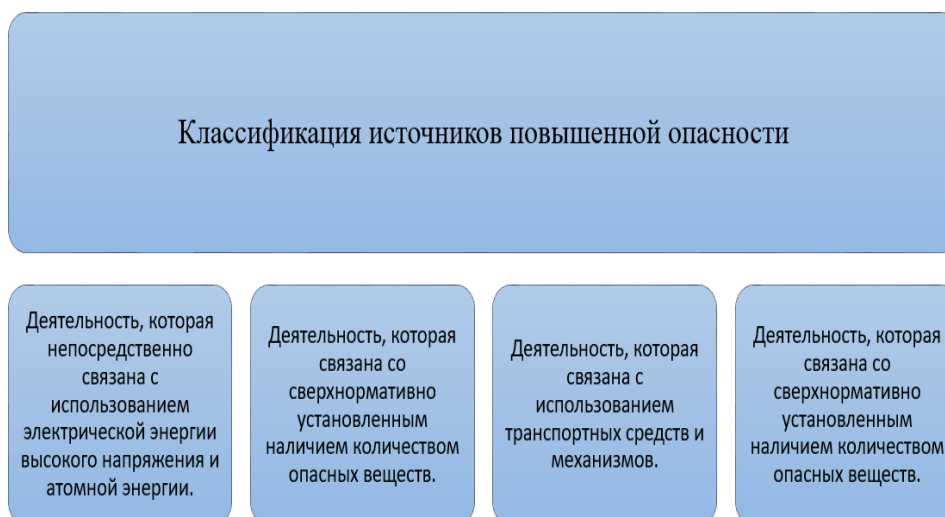 Классификация источников повышенной опасности
Деятельность, которая
непосредственно
связана с
использованием
электрической энергии
высокого напряжения и
атомной энергии.
Деятельность, которая
связана со
сверхнормативно
установленным
наличием количеством
опасных веществ.
Деятельность, которая
связана с
использованием
транспортных средств и
механизмов.
Деятельность, которая
связана со
сверхнормативно
установленным
наличием количеством
опасных веществ.